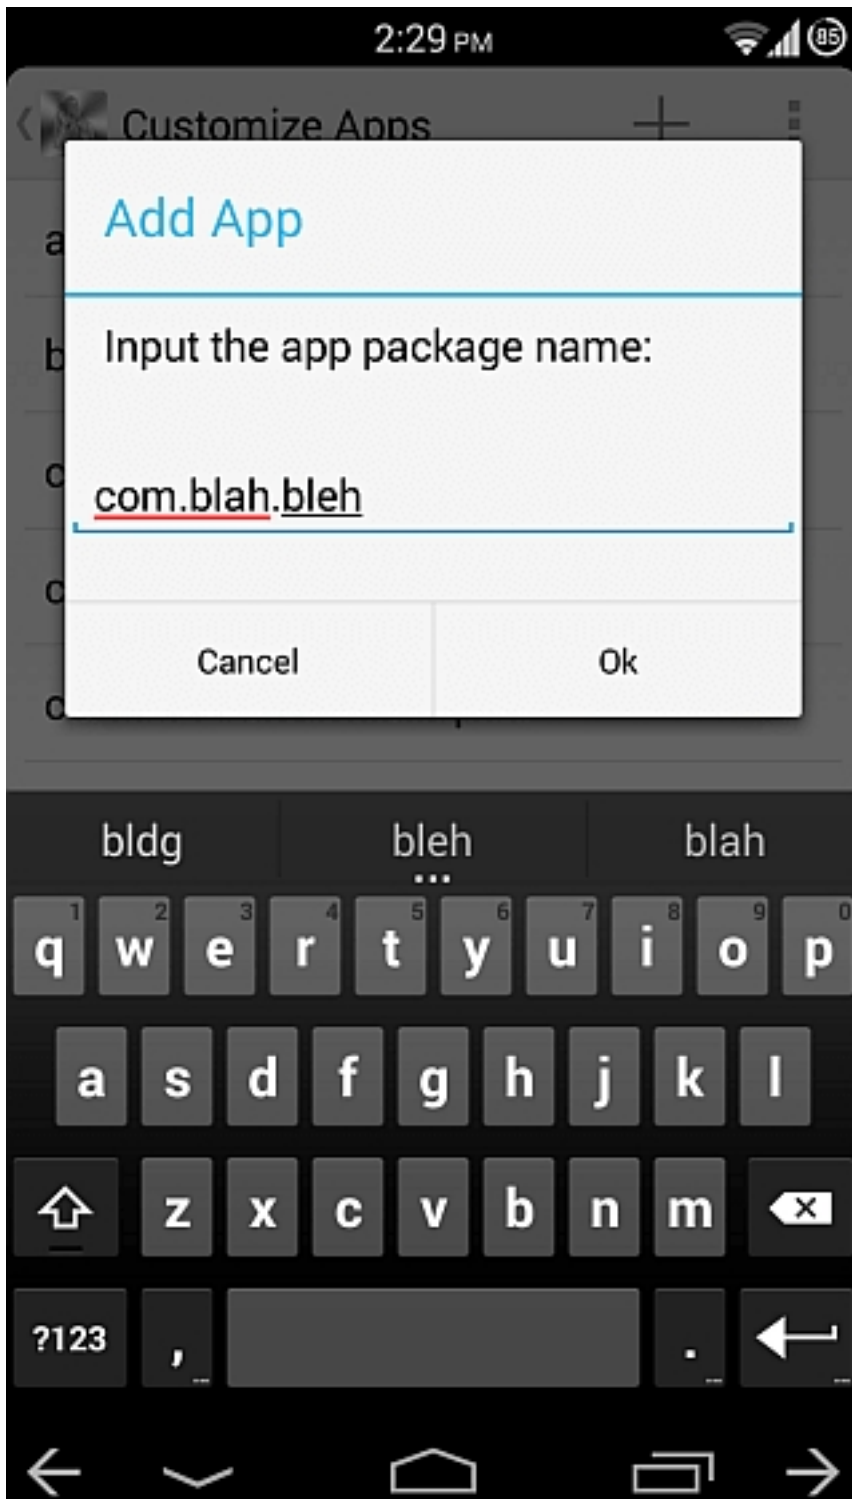 2:29 PM
85
Customize Apps
Add App
a
b
Input the app package name:
c
com.blah.bleh
c
Cancel
Ok
c
bldg
bleh
blah
1 2 3 4 5 6 7 8 9 0
q w e r t y u i o p
a s d f g h j k l
z x c v b n m
?123 , .